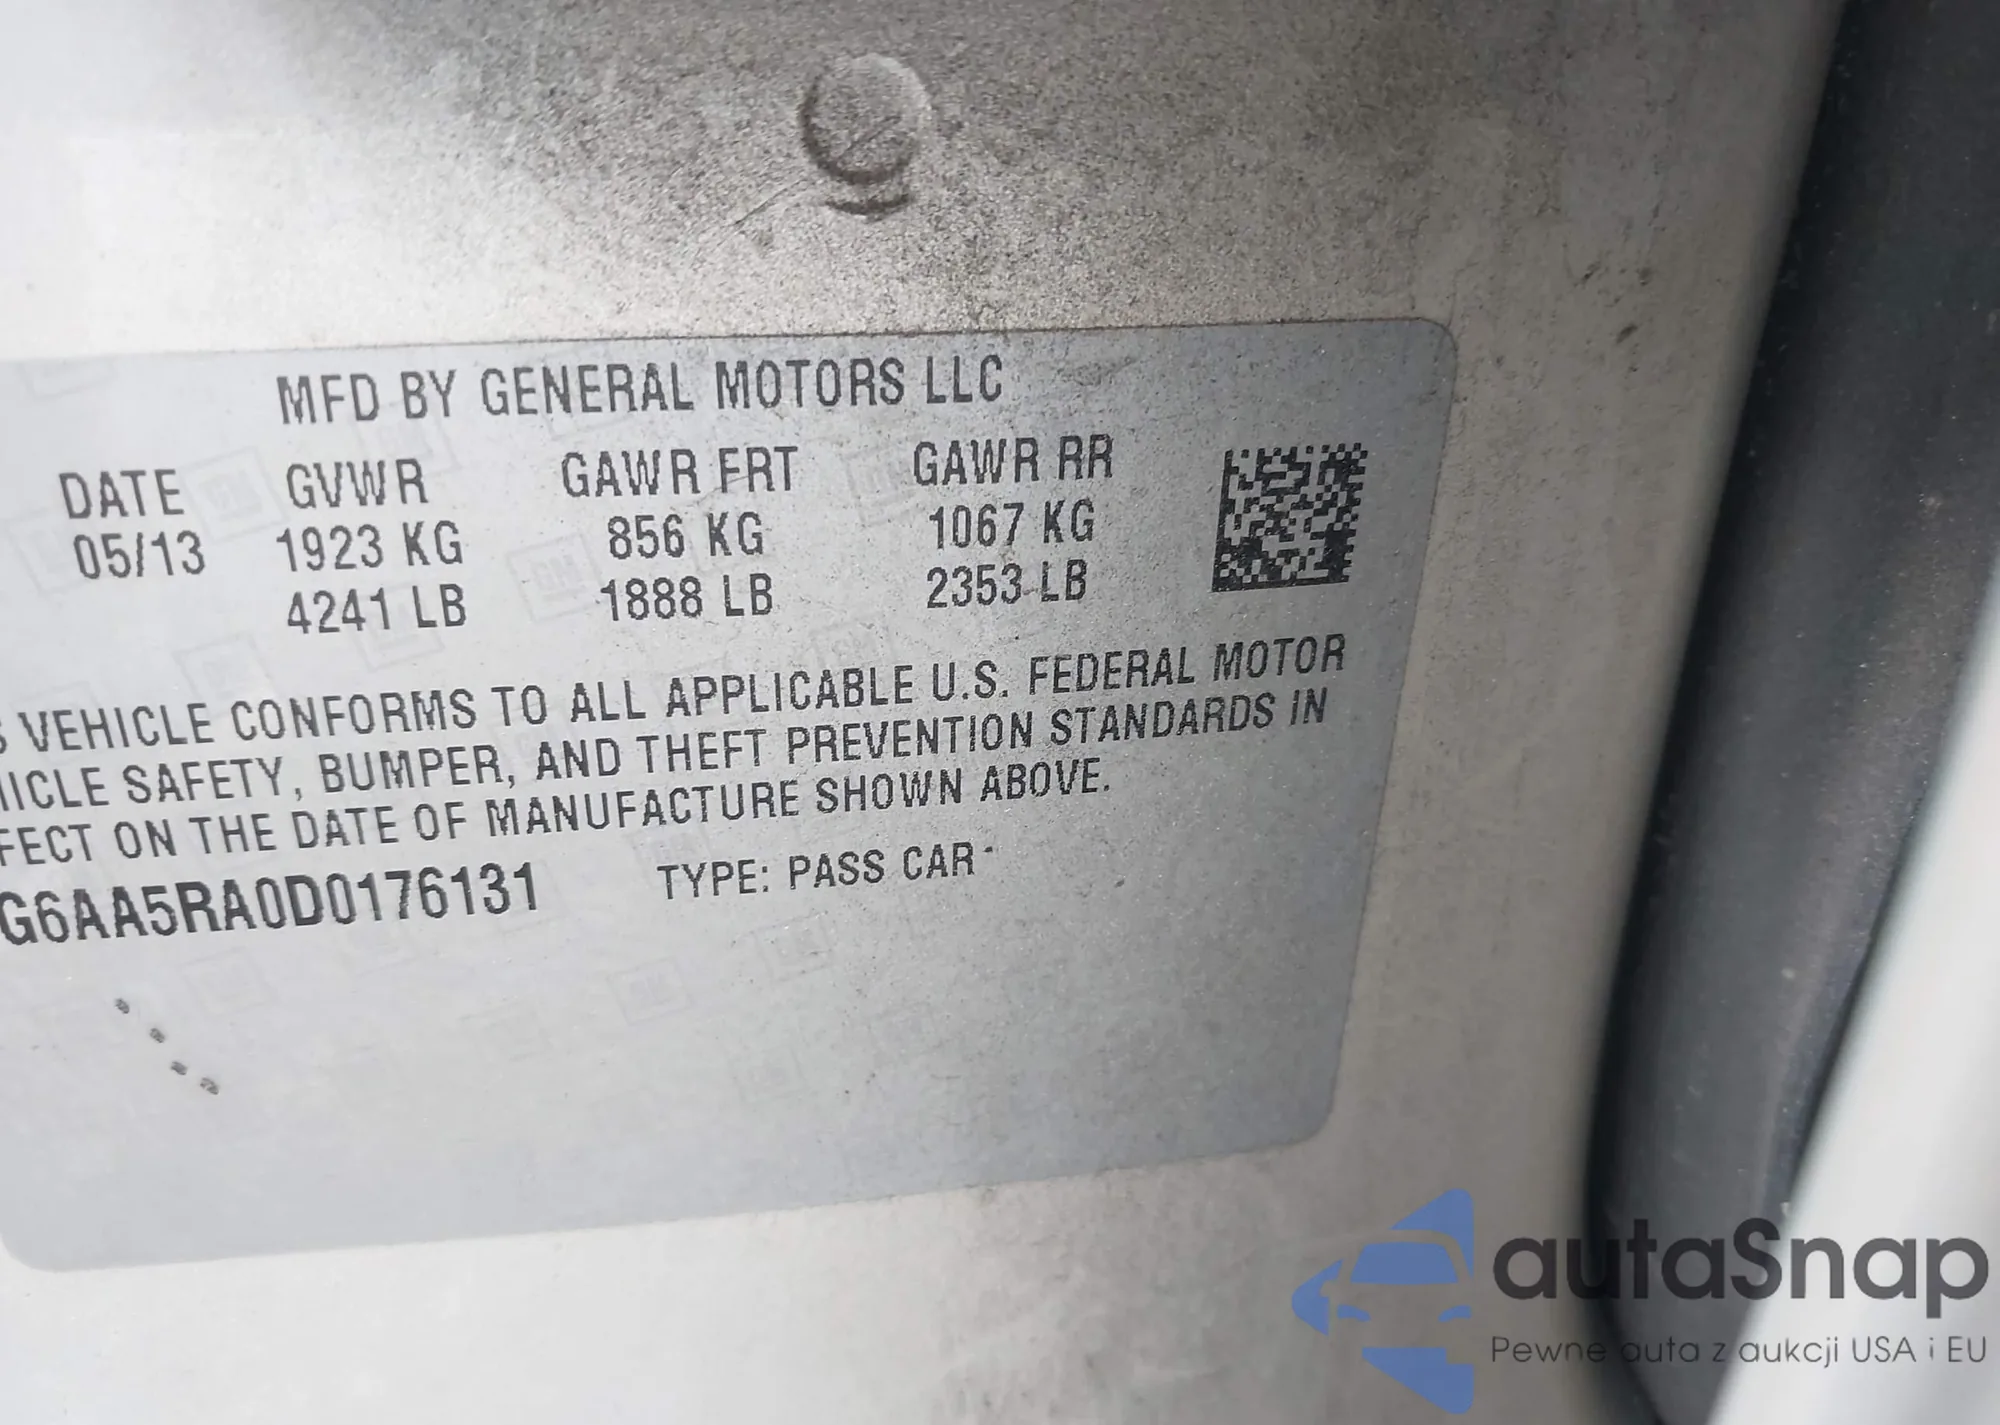 MFD BY GENERAL MOTORS LLC
DATE GVWR GAWR FRT GAWR RR
05/13 1923 KG 856 KG 1067 KG
4241 LB 1888 LB 2353 LB
S VEHICLE CONFORMS TO ALL APPLICABLE U.S. FEDERAL MOTOR
HICLE SAFETY, BUMPER, AND THEFT PREVENTION STANDARDS IN
FECT ON THE DATE OF MANUFACTURE SHOWN ABOVE.
G6AA5RA0D0176131 TYPE: PASS CAR
autaSnap
Pewne auta z aukcji USA i EU